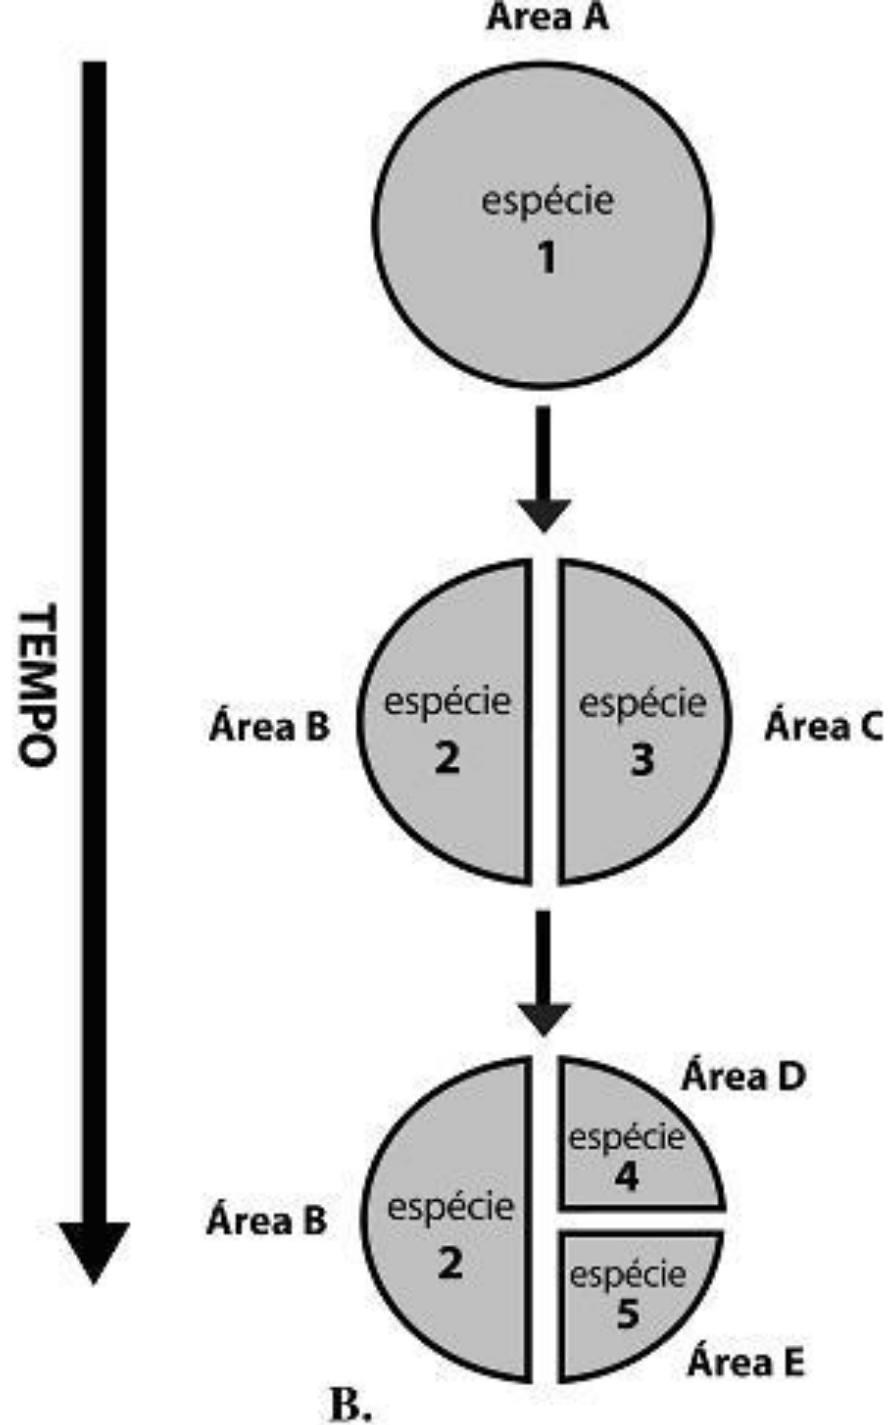 Área A
espécie
1
TEMPO
Área B
espécie
2
espécie
3
Área C
Área D
espécie
4
Área B
espécie
2
espécie
5
Área E
B.